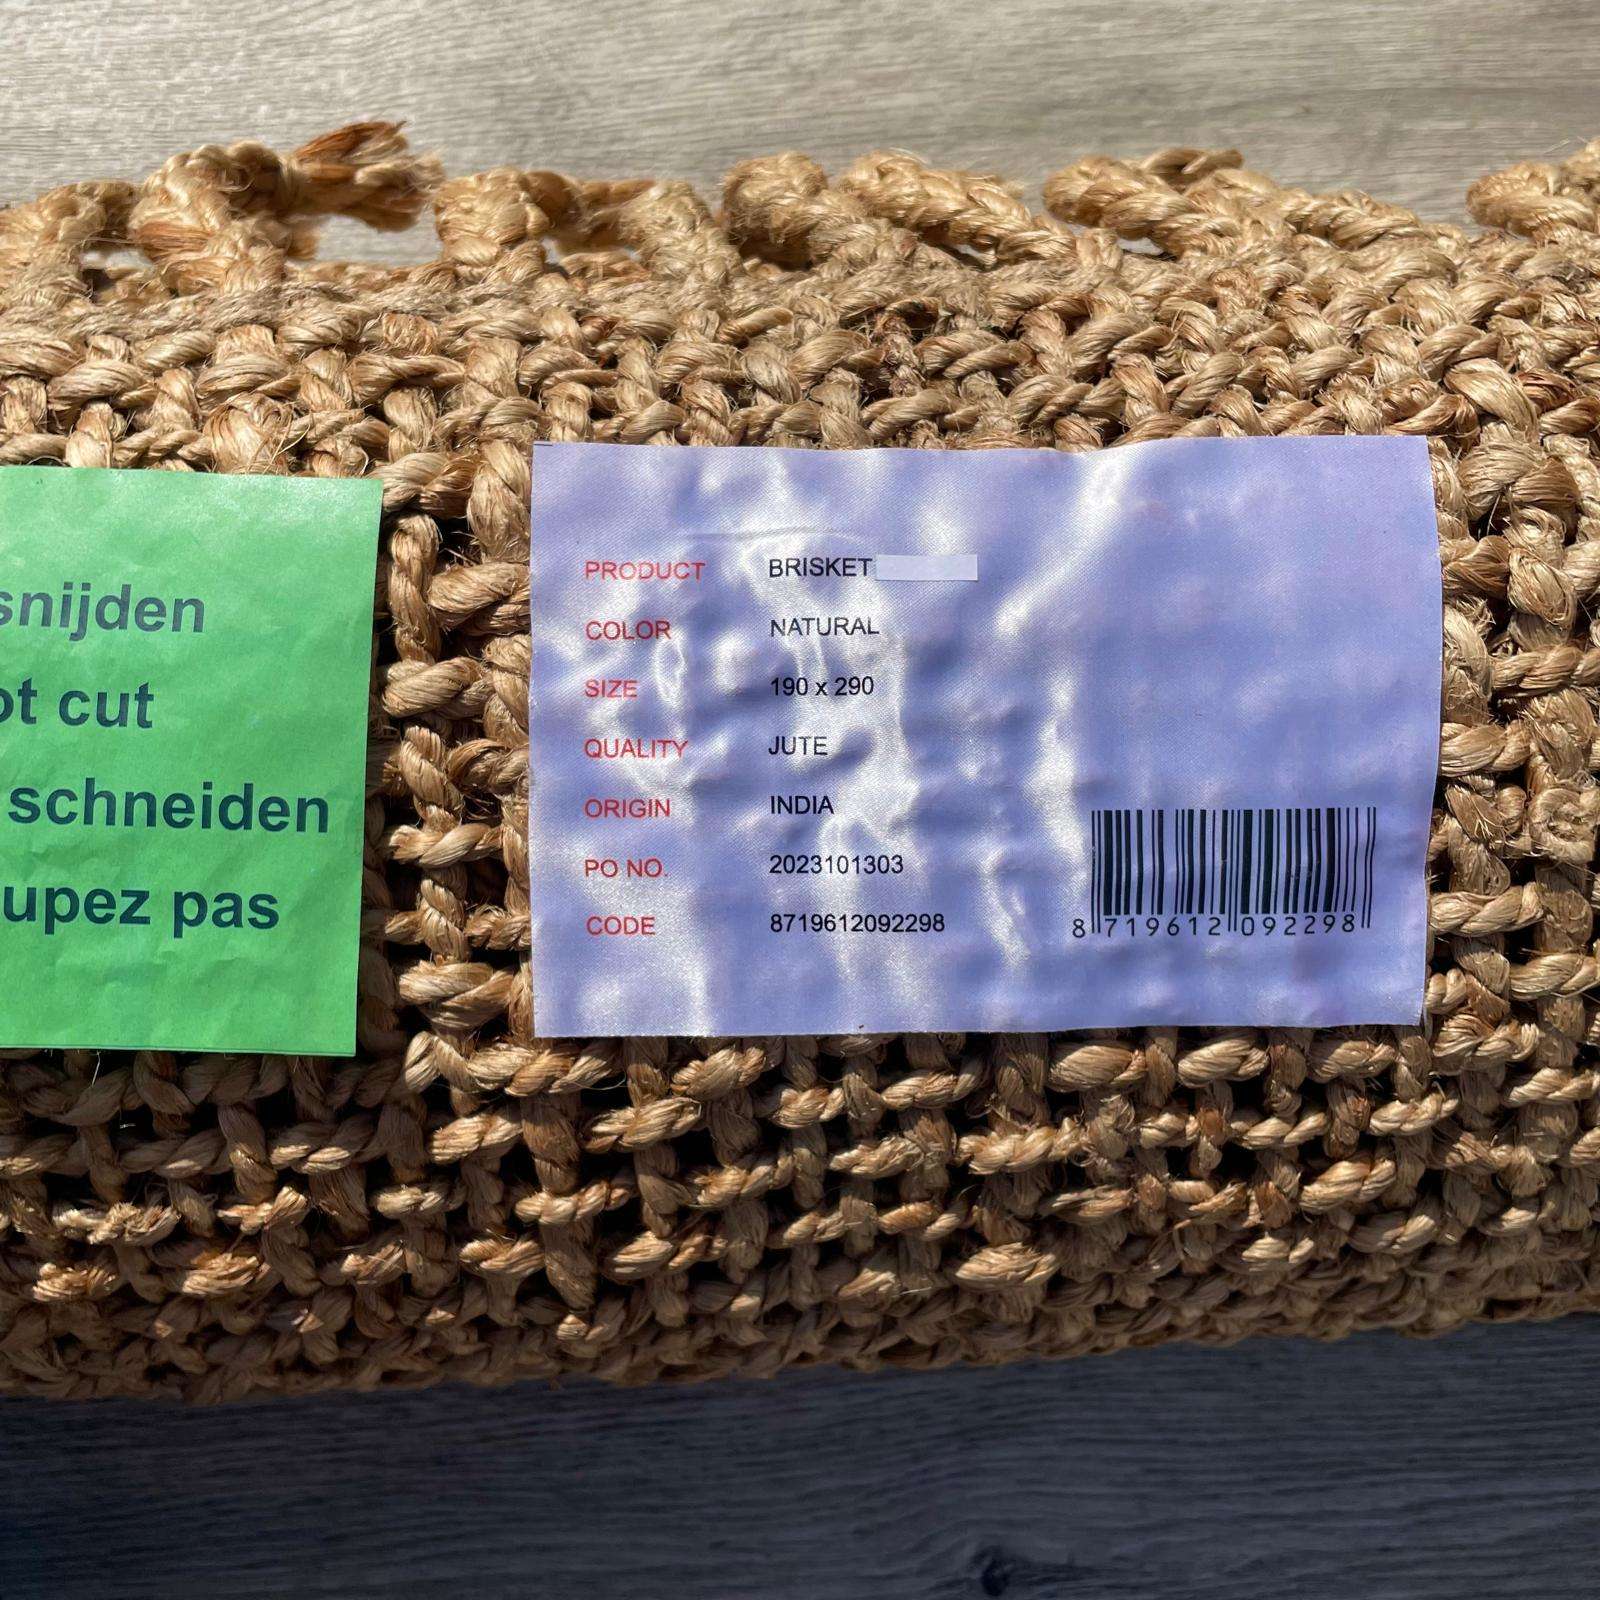 snijden
ot cut
schneiden
upez pas
PRODUCT BRISKET
COLOR NATURAL
SIZE 190 x 290
QUALITY JUTE
ORIGIN INDIA
PO NO. 2023101303
CODE 8719612092298
8 719612 092298